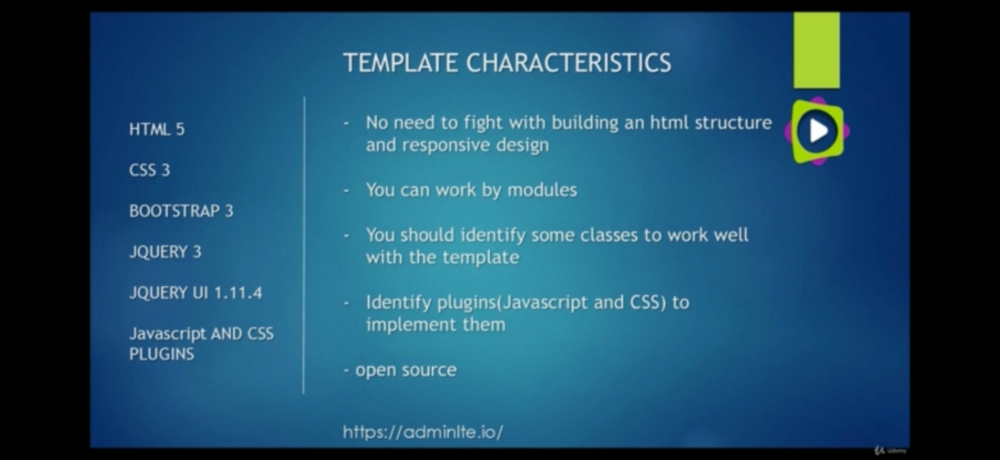 TEMPLATE CHARACTERISTICS
HTML 5
CSS 3
BOOTSTRAP 3
JQUERY 3
JQUERY UI 1.11.4
Javascript AND CSS
PLUGINS
- No need to fight with building an html structure
and responsive design
- You can work by modules
- You should identify some classes to work well
with the template
- Identify plugins(Javascript and CSS) to
implement them
- open source
https://adminlte.io/
Udemy